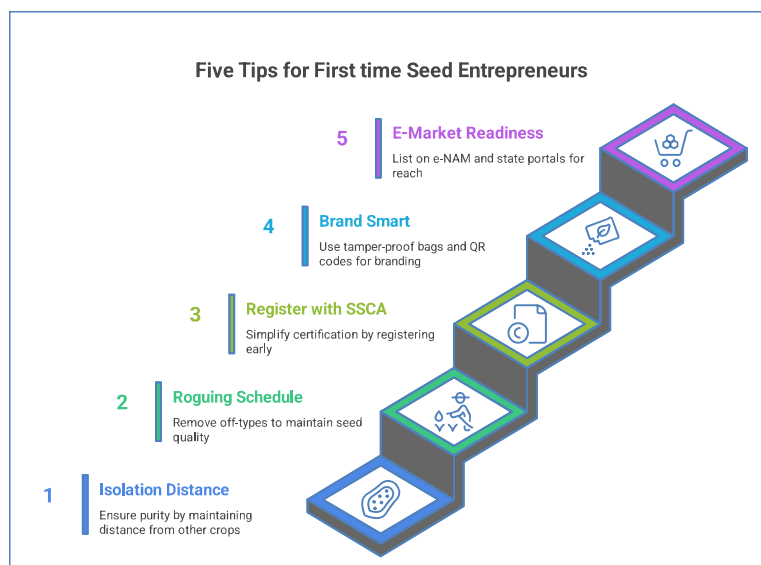 Five Tips for First time Seed Entrepreneurs
5
E-Market Readiness
List on e-NAM and state portals for
reach
4
Brand Smart
Use tamper-proof bags and QR
codes for branding
3
Register with SSCA
Simplify certification by registering
early
2
Roguing Schedule
Remove off-types to maintain seed
quality
1
Isolation Distance
Ensure purity by maintaining
distance from other crops